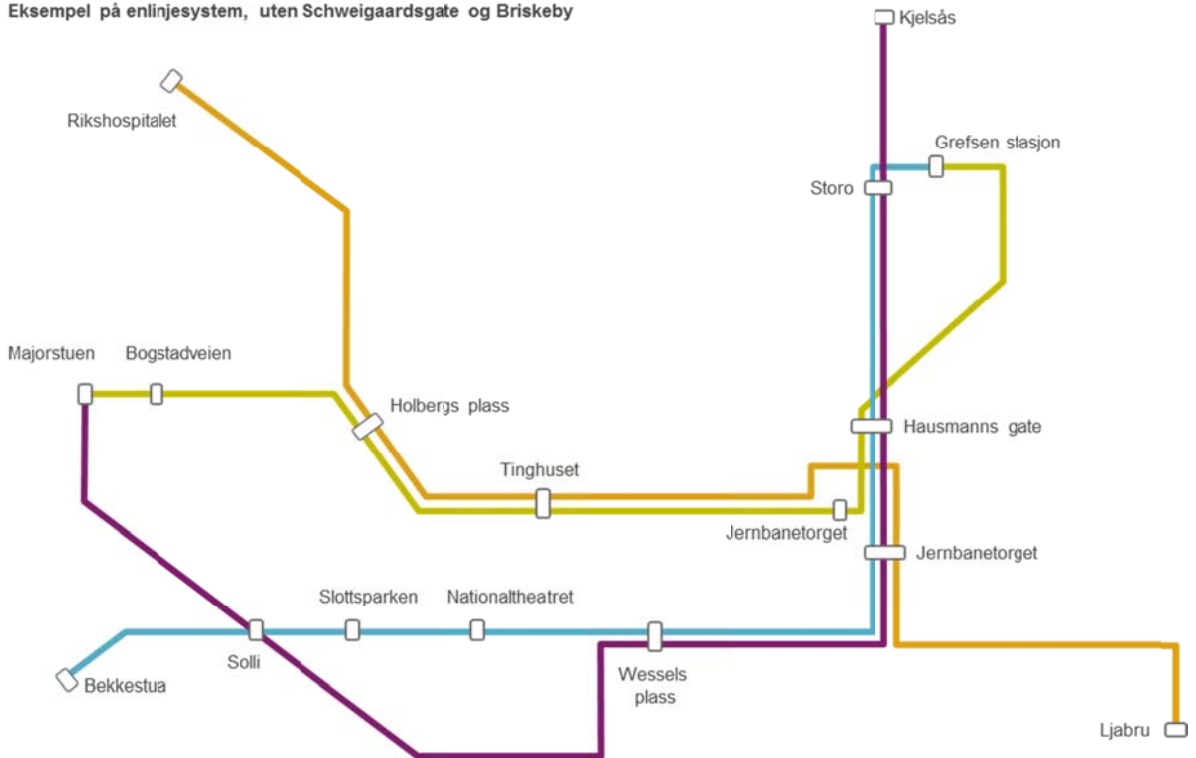 Eksempel på enlinjesystem, uten Schweigaardsgate og Briskeby
Kjelsås
Rikshospitalet
Grefsen stasjon
Storo
Majorstuen
Bogstadveien
Holbergs plass
Hausmanns gate
Tinghuset
Jernbanetorget
Jernbanetorget
Slottsparken
Nationaltheatret
Solli
Wessels
plass
Bekkestua
Ljabru